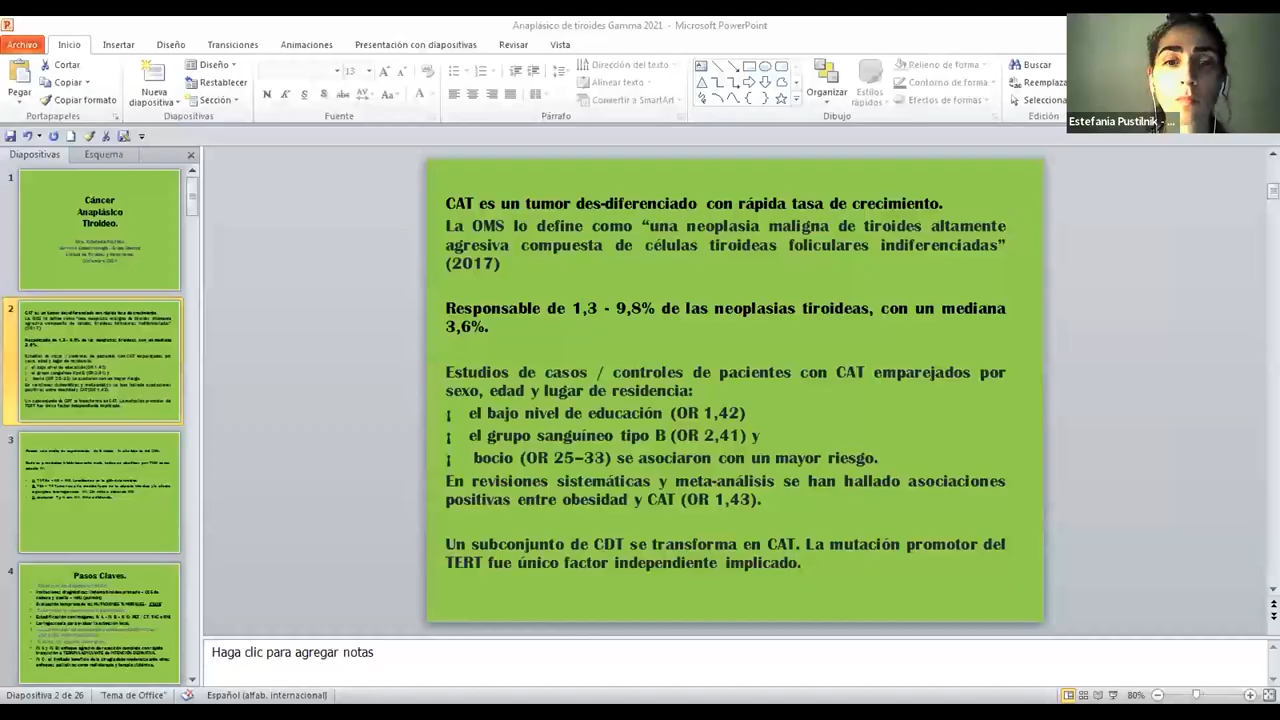 Anaplásico de tiroides Gamma 2021 - Microsoft PowerPoint
Archivo Inicio Insertar Diseño Transiciones Animaciones Presentación con diapositivas Revisar Vista
Pegar
Cortar
Copiar
Copiar formato
Portapapeles
Nueva
diapositiva
Diseño
Restablecer
Sección
Diapositivas
13
N K S abc AV Aa A
Fuente
Dirección del texto
Alinear texto
Convertir a SmartArt
Párrafo
Organizar
Estilos
rápidos
Relleno de forma
Contorno de forma
Efectos de formas
Dibujo
Buscar
Reemplaza
Selecciona
Edición
Estefania Pustilnik - ...
Diapositivas Esquema
1
Cáncer
Anaplásico
Tiroideo.
2
3
4
Pasos Claves.
CAT es un tumor des-diferenciado con rápida tasa de crecimiento.
La OMS lo define como “una neoplasia maligna de tiroides altamente
agresiva compuesta de células tiroideas foliculares indiferenciadas”
(2017)
Responsable de 1,3 - 9,8% de las neoplasias tiroideas, con un mediana
3,6%.
Estudios de casos / controles de pacientes con CAT emparejados por
sexo, edad y lugar de residencia:
¡ el bajo nivel de educación (OR 1,42)
¡ el grupo sanguíneo tipo B (OR 2,41) y
¡ bocio (OR 25–33) se asociaron con un mayor riesgo.
En revisiones sistemáticas y meta-análisis se han hallado asociaciones
positivas entre obesidad y CAT (OR 1,43).
Un subconjunto de CDT se transforma en CAT. La mutación promotor del
TERT fue único factor independiente implicado.
Haga clic para agregar notas
Diapositiva 2 de 26 "Tema de Office" Español (alfab. internacional) 80%